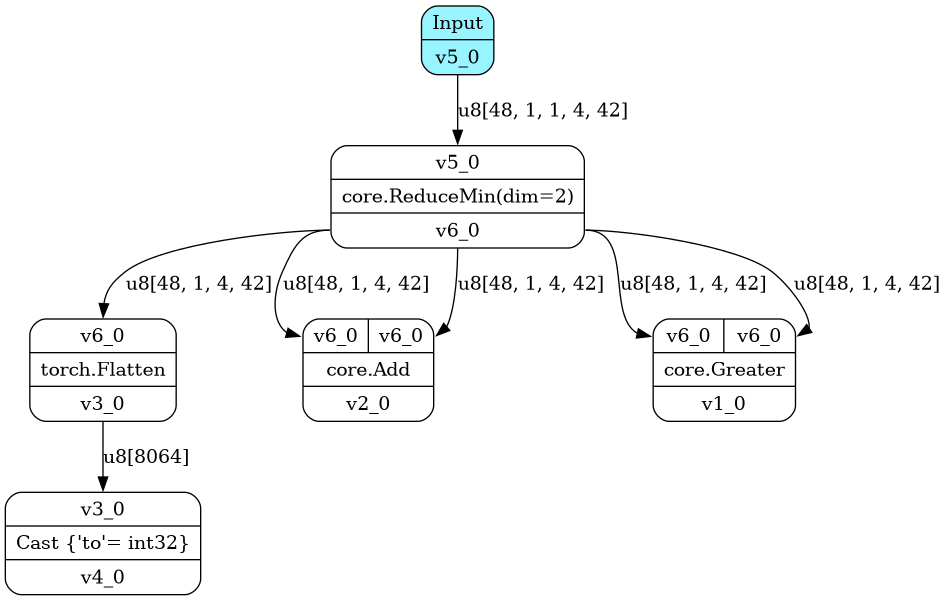 Input
v5_0
u8[48, 1, 1, 4, 42]
v5_0
core.ReduceMin(dim=2)
v6_0
u8[48, 1, 4, 42] u8[48, 1, 4, 42] u8[48, 1, 4, 42] u8[48, 1, 4, 42] u8[48, 1, 4, 42]
v6_0
torch.Flatten
v3_0
v6_0 v6_0
core.Add
v2_0
v6_0 v6_0
core.Greater
v1_0
u8[8064]
v3_0
Cast {'to'= int32}
v4_0